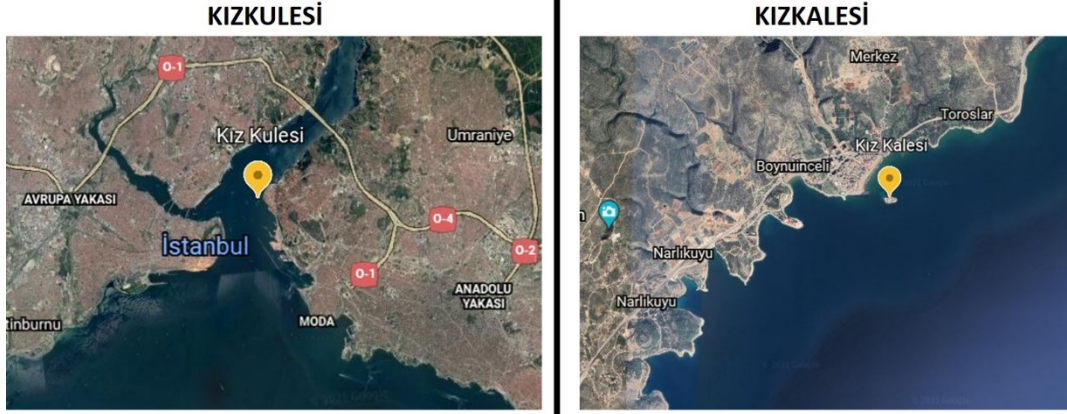 KIZKULESİ
O-1
Kız Kulesi
Umraniye
AVRUPA YAKASI
İstanbul
O-4
O-2
O-1
ANADOLU
YAKASI
MODA
tinburnu
KIZKALESİ
Merkez
Toroslar
Kız Kalesi
Boynuinceli
n
Narlıkuyu
Narlıkuyu